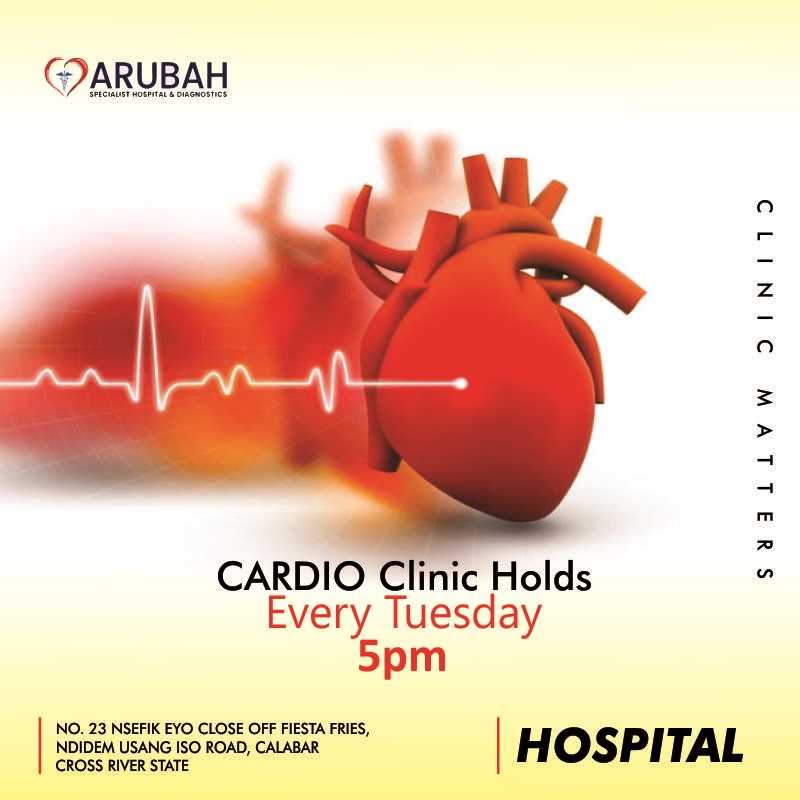 ARUBAH
SPECIALIST HOSPITAL & DIAGNOSTICS
CLINIC MATTERS
CARDIO Clinic Holds
Every Tuesday
5pm
NO. 23 NSEFIK EYO CLOSE OFF FIESTA FRIES,
NDIDEM USANG ISO ROAD, CALABAR
CROSS RIVER STATE
HOSPITAL